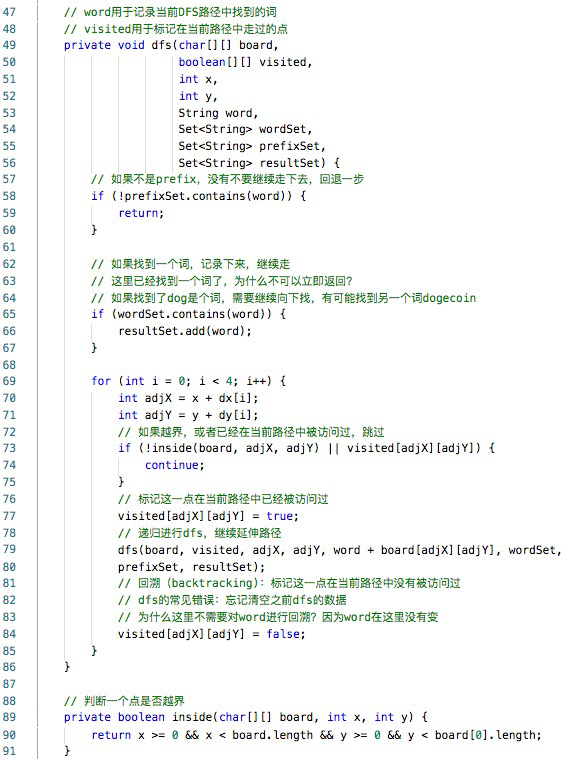 47 // word用于记录当前DFS路径中找到的词
48 // visited用于标记在当前路径中走过的点
49 private void dfs(char[][] board,
50 boolean[][] visited,
51 int x,
52 int y,
53 String word,
54 Set<String> wordSet,
55 Set<String> prefixSet,
56 Set<String> resultSet) {
57 // 如果不是prefix，没有不要继续走下去，回退一步
58 if (!prefixSet.contains(word)) {
59 return;
60 }
61
62 // 如果找到一个词，记录下来，继续走
63 // 这里已经找到一个词了，为什么不可以立即返回？
64 // 如果找到了dog是个词，需要继续向下找，有可能找到另一个词dogecoin
65 if (wordSet.contains(word)) {
66 resultSet.add(word);
67 }
68
69 for (int i = 0; i < 4; i++) {
70 int adjX = x + dx[i];
71 int adjY = y + dy[i];
72 // 如果越界，或者已经在当前路径中被访问过，跳过
73 if (!inside(board, adjX, adjY) || visited[adjX][adjY]) {
74 continue;
75 }
76 // 标记这一点在当前路径中已经被访问过
77 visited[adjX][adjY] = true;
78 // 递归进行dfs，继续延伸路径
79 dfs(board, visited, adjX, adjY, word + board[adjX][adjY], wordSet,
80 prefixSet, resultSet);
81 // 回溯（backtracking）：标记这一点在当前路径中没有被访问过
82 // dfs的常见错误：忘记清空之前dfs的数据
83 // 为什么这里不需要对word进行回溯？因为word在这里没有变
84 visited[adjX][adjY] = false;
85 }
86 }
87
88 // 判断一个点是否越界
89 private boolean inside(char[][] board, int x, int y) {
90 return x >= 0 && x < board.length && y >= 0 && y < board[0].length;
91 }